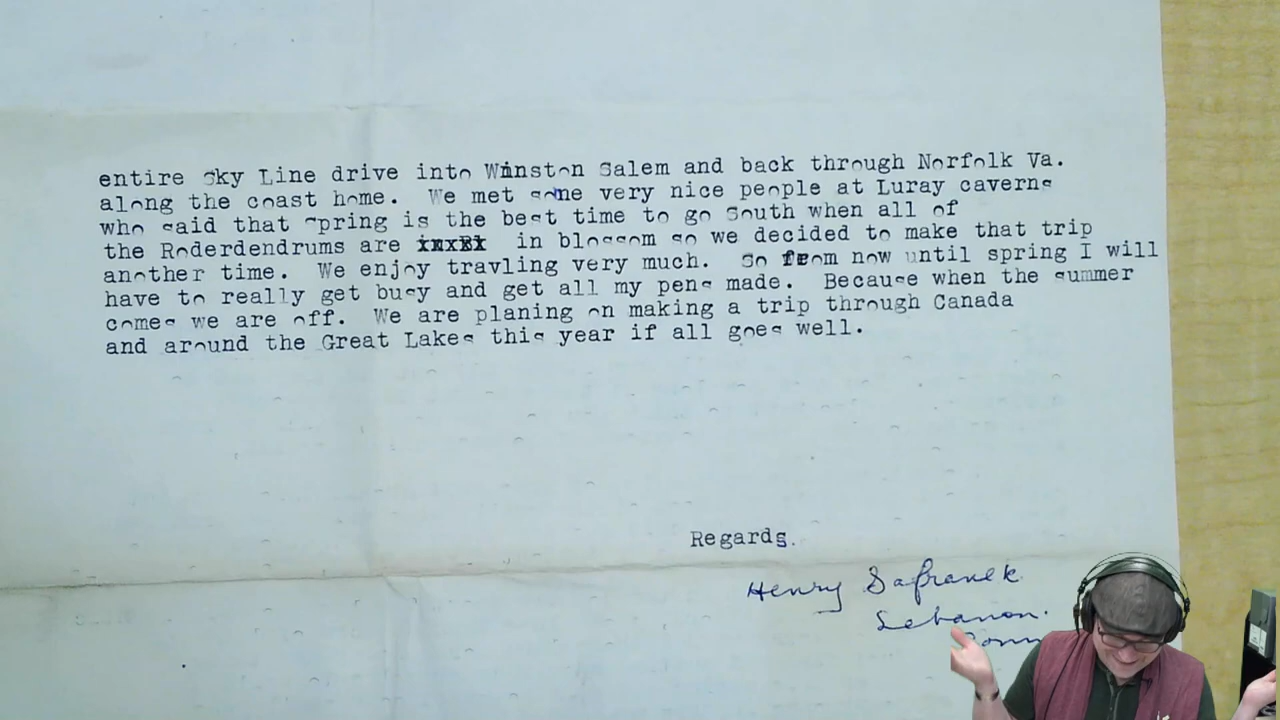 entire Sky Line drive into Winston Salem and back through Norfolk Va.
along the coast home. We met some very nice people at Luray caverns
who said that spring is the best time to go South when all of
the Roderdendrums are in blossom so we decided to make that trip
another time. We enjoy travling very much. So from now until spring I will
have to really get busy and get all my pens made. Because when the summer
comes we are off. We are planing on making a trip through Canada
and around the Great Lakes this year if all goes well.
Regards.
Henry Safranek
Lebanon.
Conn